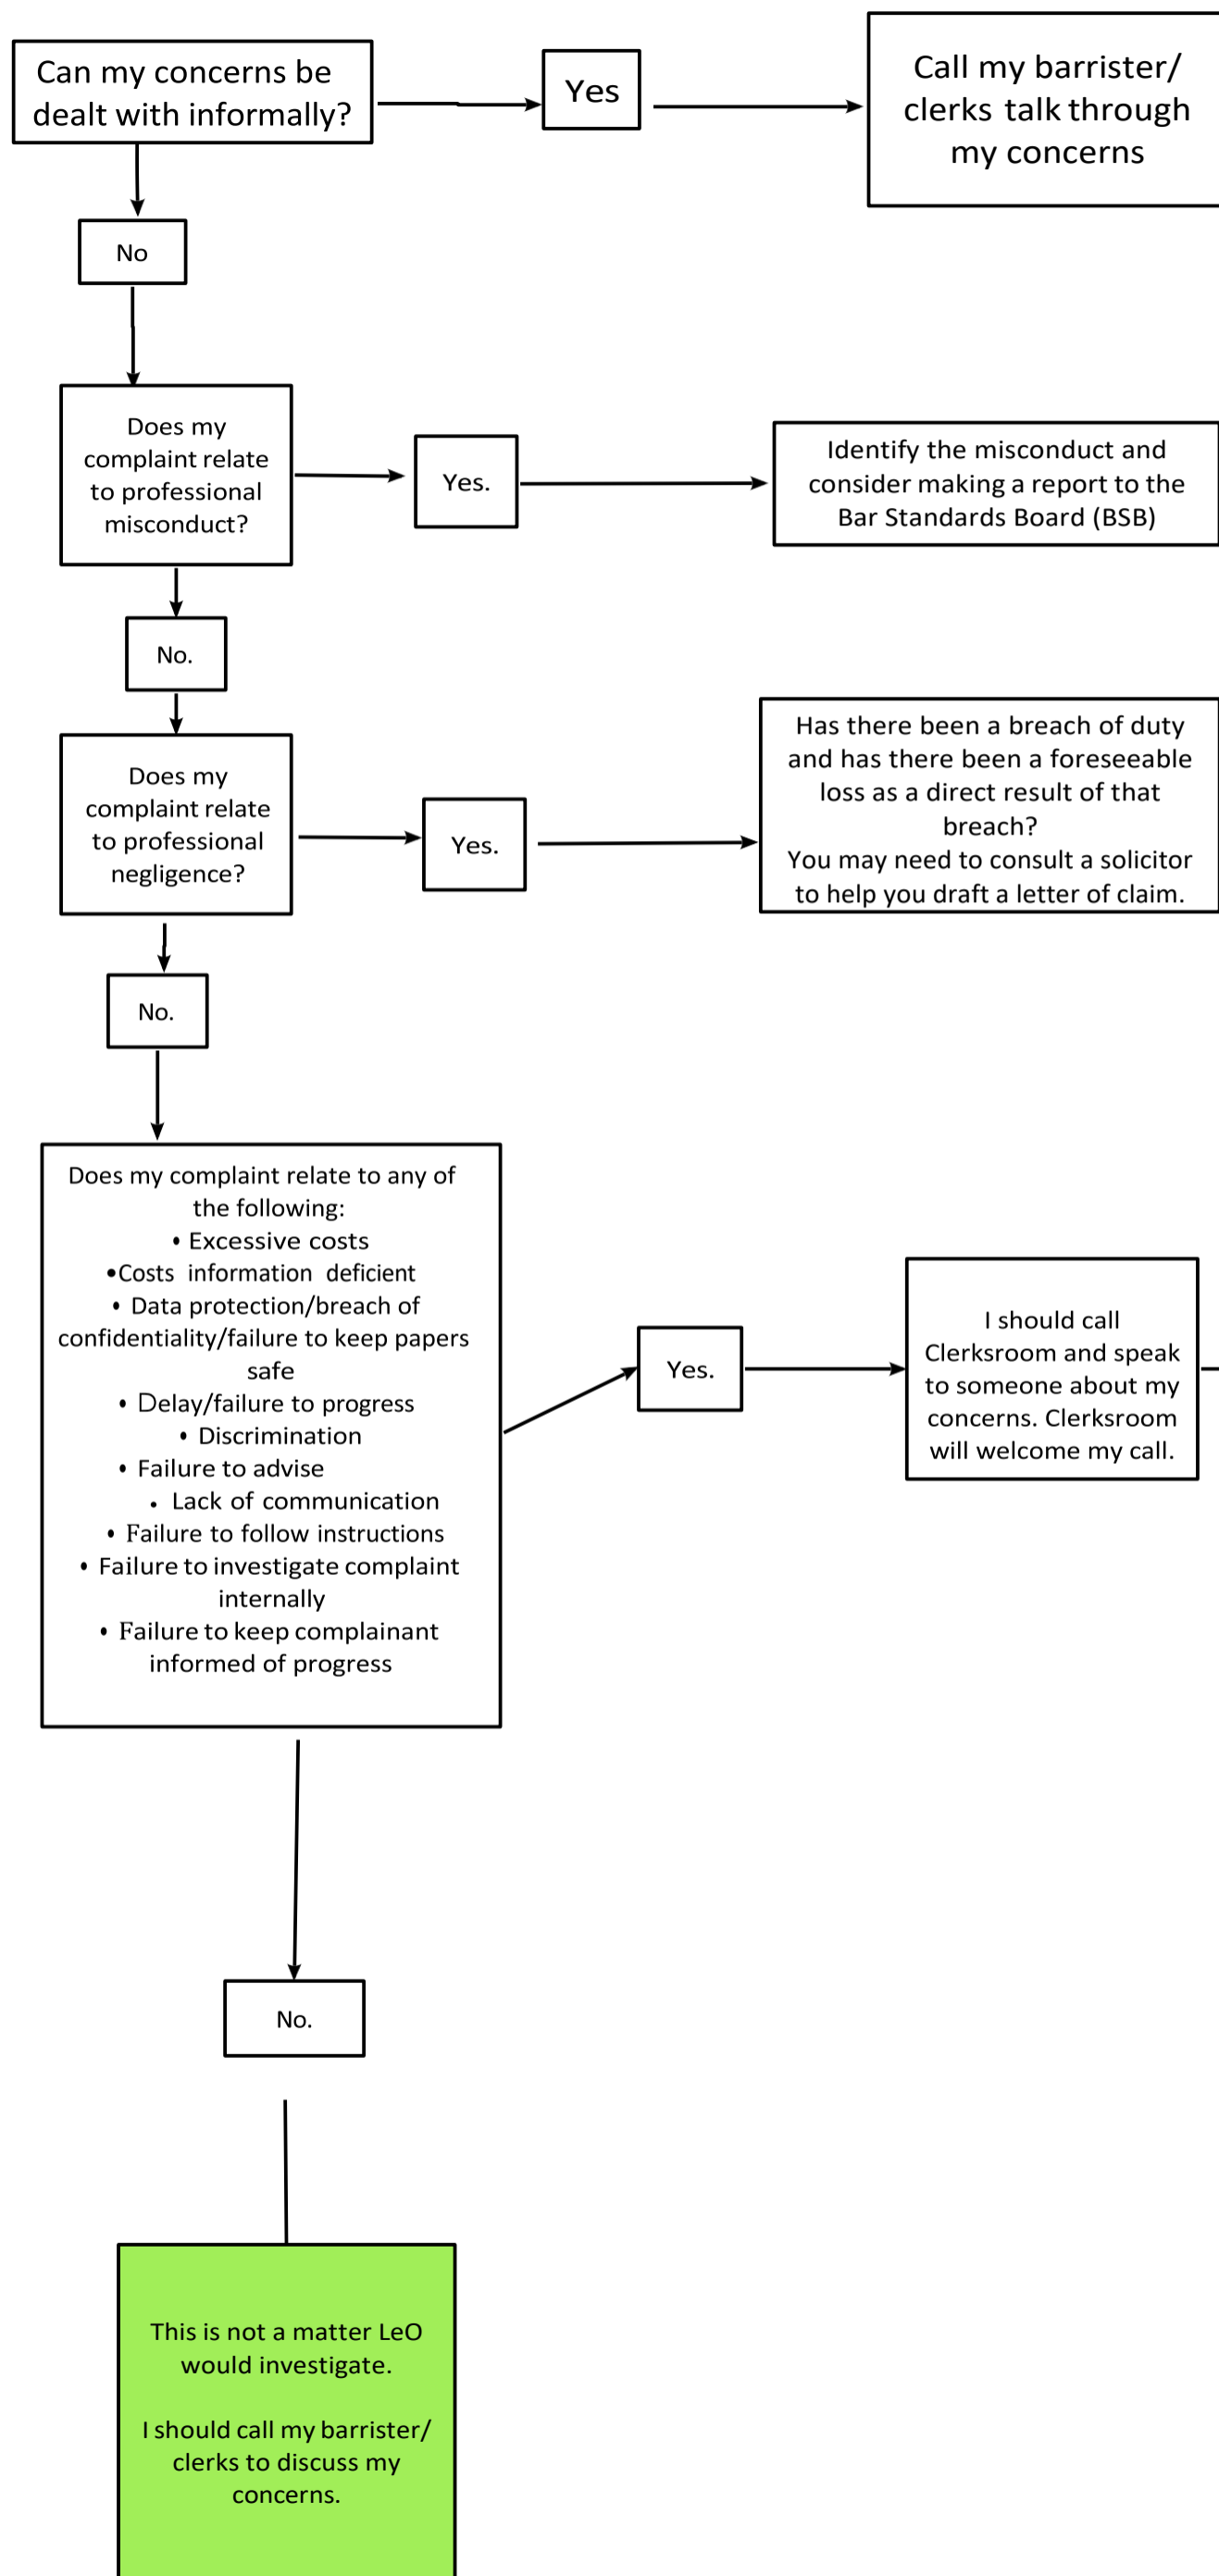 Can my concerns be
dealt with informally?
Yes
Call my barrister/
clerks talk through
my concerns
No
Does my
complaint relate
to professional
misconduct?
Yes.
Identify the misconduct and
consider making a report to the
Bar Standards Board (BSB)
No.
Does my
complaint relate
to professional
negligence?
Yes.
Has there been a breach of duty
and has there been a foreseeable
loss as a direct result of that
breach?
You may need to consult a solicitor
to help you draft a letter of claim.
No.
Does my complaint relate to any of
the following:
• Excessive costs
•Costs information deficient
• Data protection/breach of
confidentiality/failure to keep papers
safe
• Delay/failure to progress
• Discrimination
• Failure to advise
• Lack of communication
• Failure to follow instructions
• Failure to investigate complaint
internally
• Failure to keep complainant
informed of progress
Yes.
I should call
Clerksroom and speak
to someone about my
concerns. Clerksroom
will welcome my call.
No.
This is not a matter LeO
would investigate.
I should call my barrister/
clerks to discuss my
concerns.